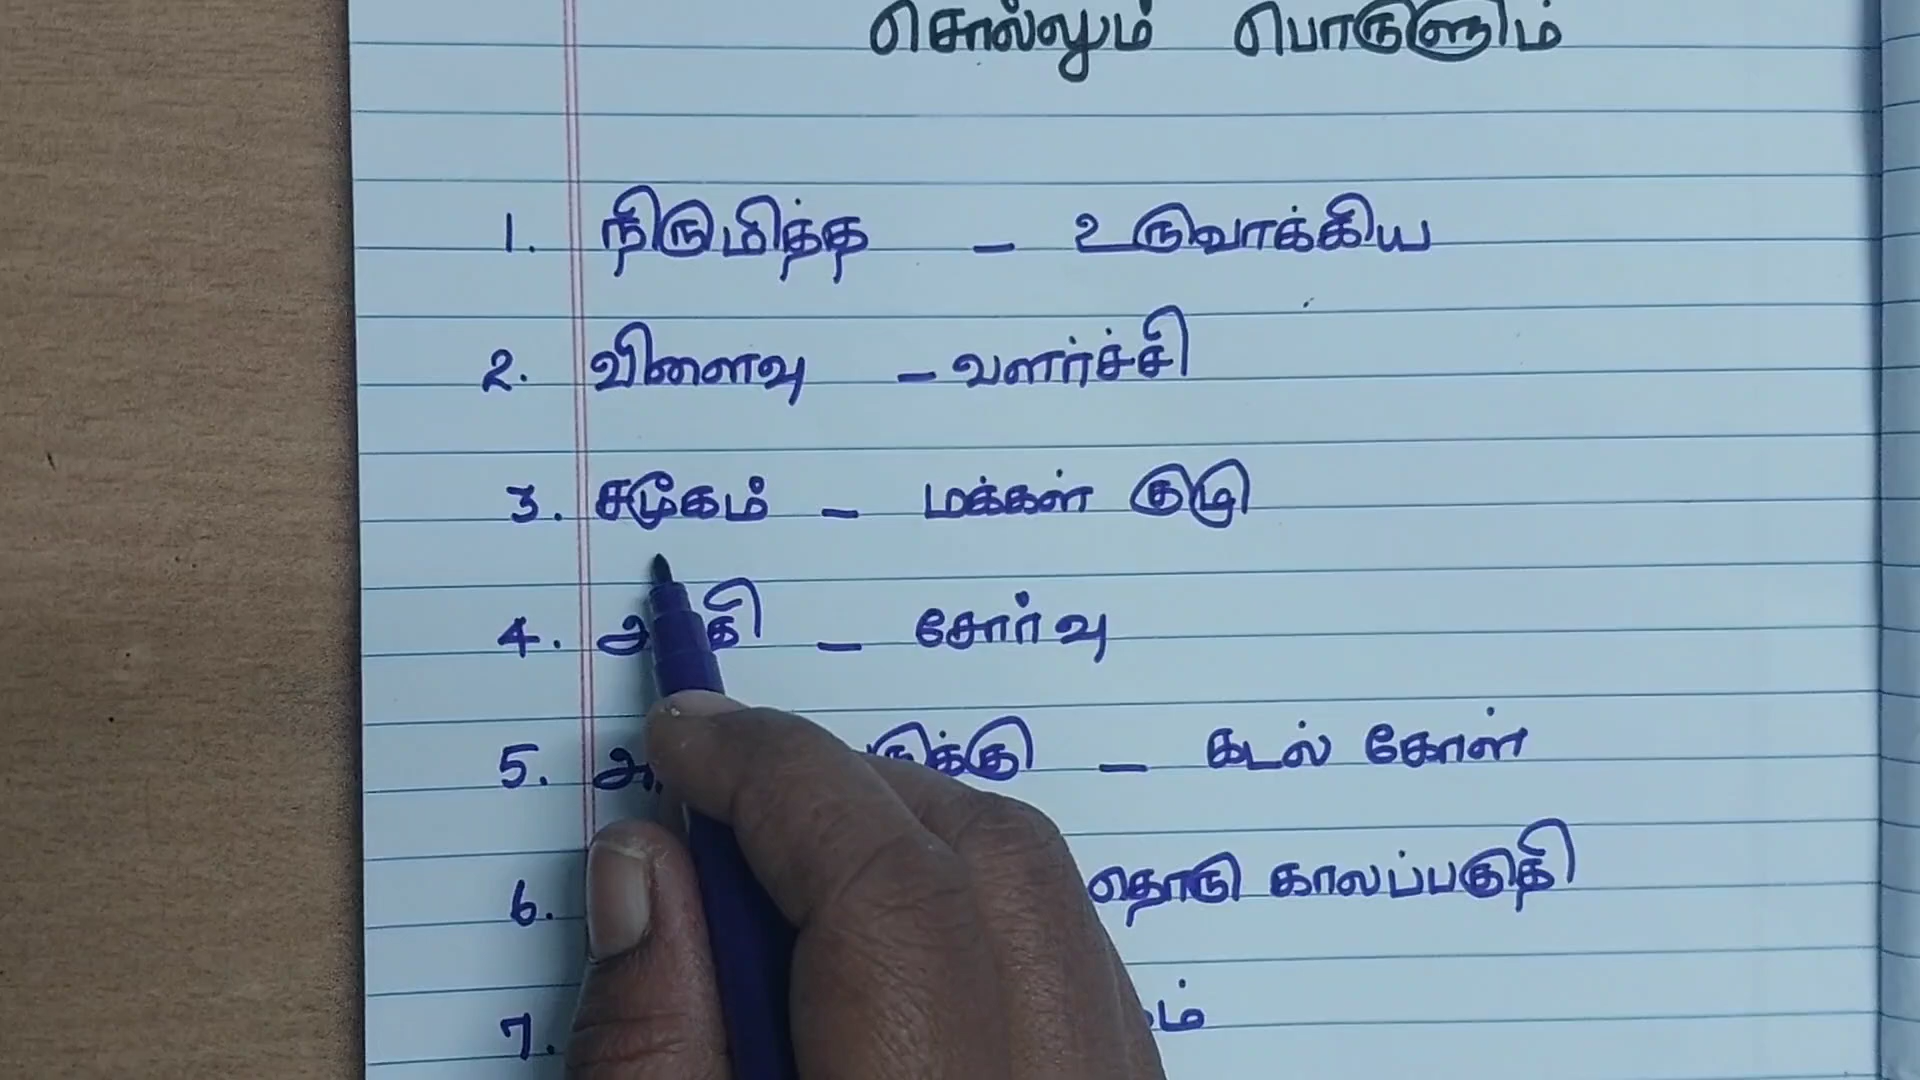 சொல்லும் பொருளும்
1. நிருமித்த - உருவாக்கிய
2. விளைவு - வளர்ச்சி
3. சமூகம் - மக்கள் குழு
4. - சோர்வு
5. - கடல் கோள்
6. காலப்பகுதி
7.